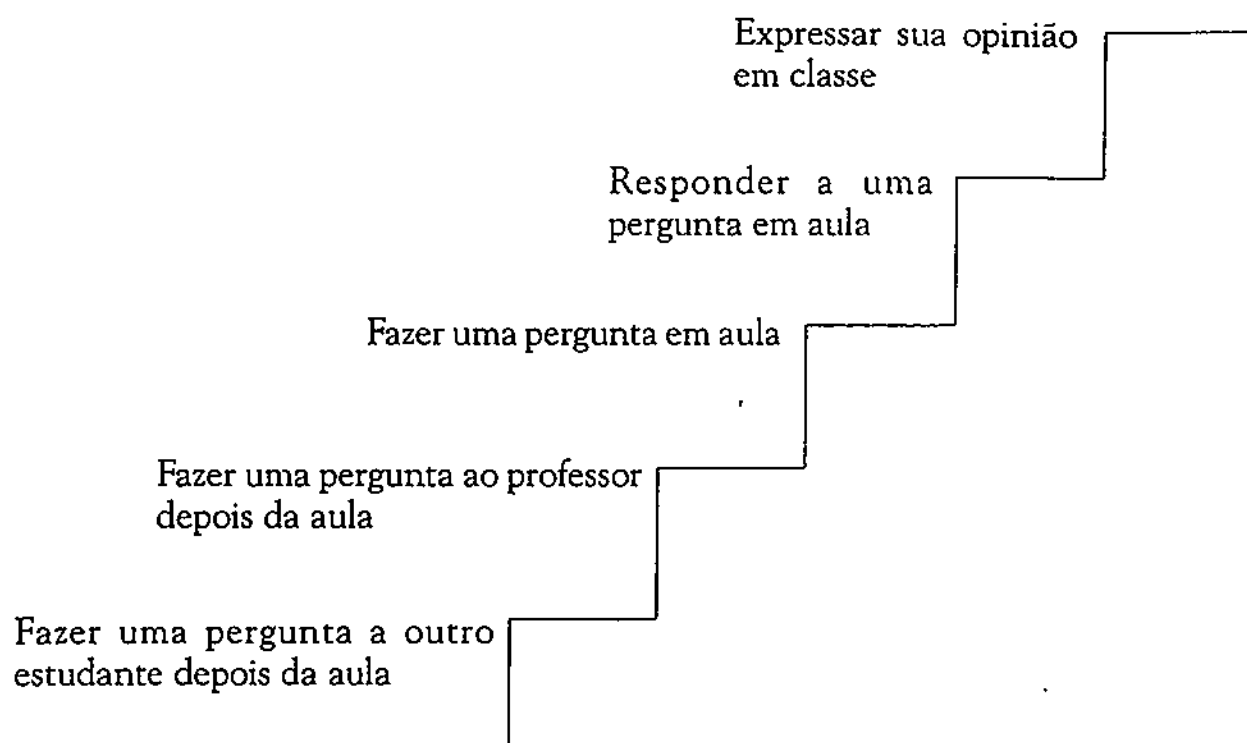 Expressar sua opinião
em classe
Responder a uma
pergunta em aula
Fazer uma pergunta em aula
Fazer uma pergunta ao professor
depois da aula
Fazer uma pergunta a outro
estudante depois da aula